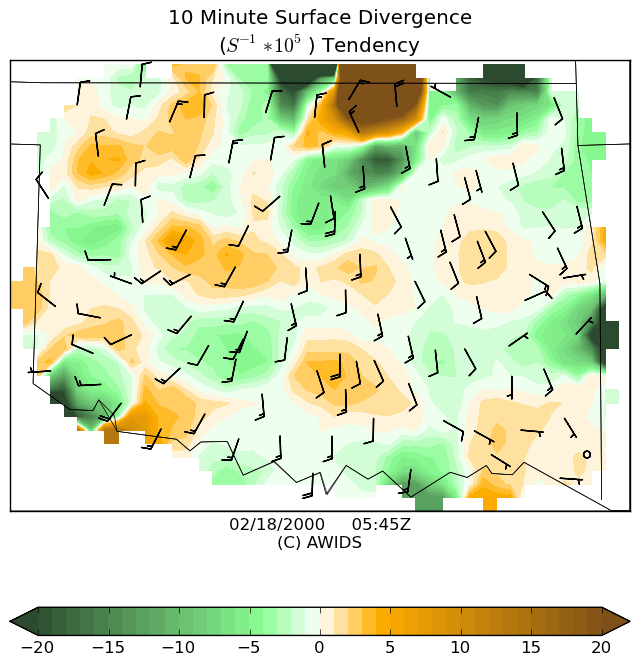 10 Minute Surface Divergence
(S⁻¹ *10⁵ ) Tendency
02/18/2000 05:45Z
(C) AWIDS
−20 −15 −10 −5 0 5 10 15 20